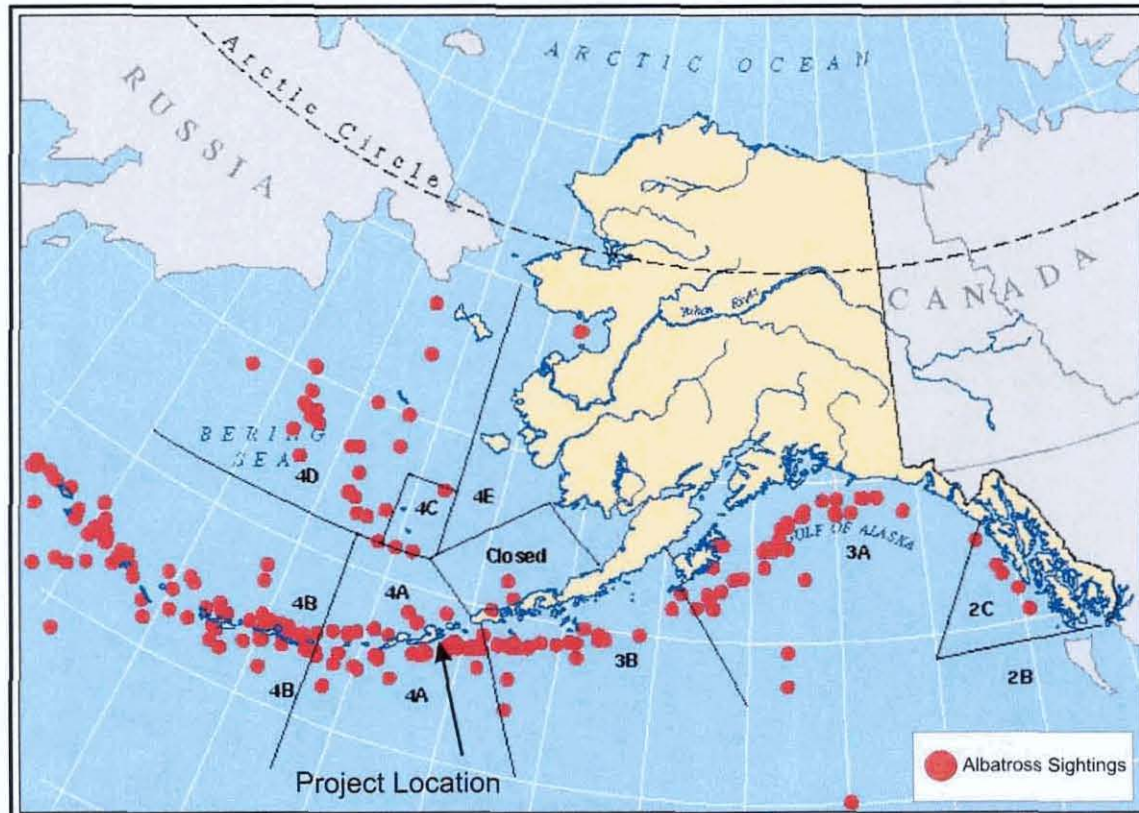 ARCTIC OCEAN
RUSSIA
Arctic Circle
CANADA
Yukon River
BERING
SEA
4D
4C
4E
Closed
GULF OF ALASKA
3A
4B
4A
2C
3B
4B
4A
2B
Project Location
Albatross Sightings